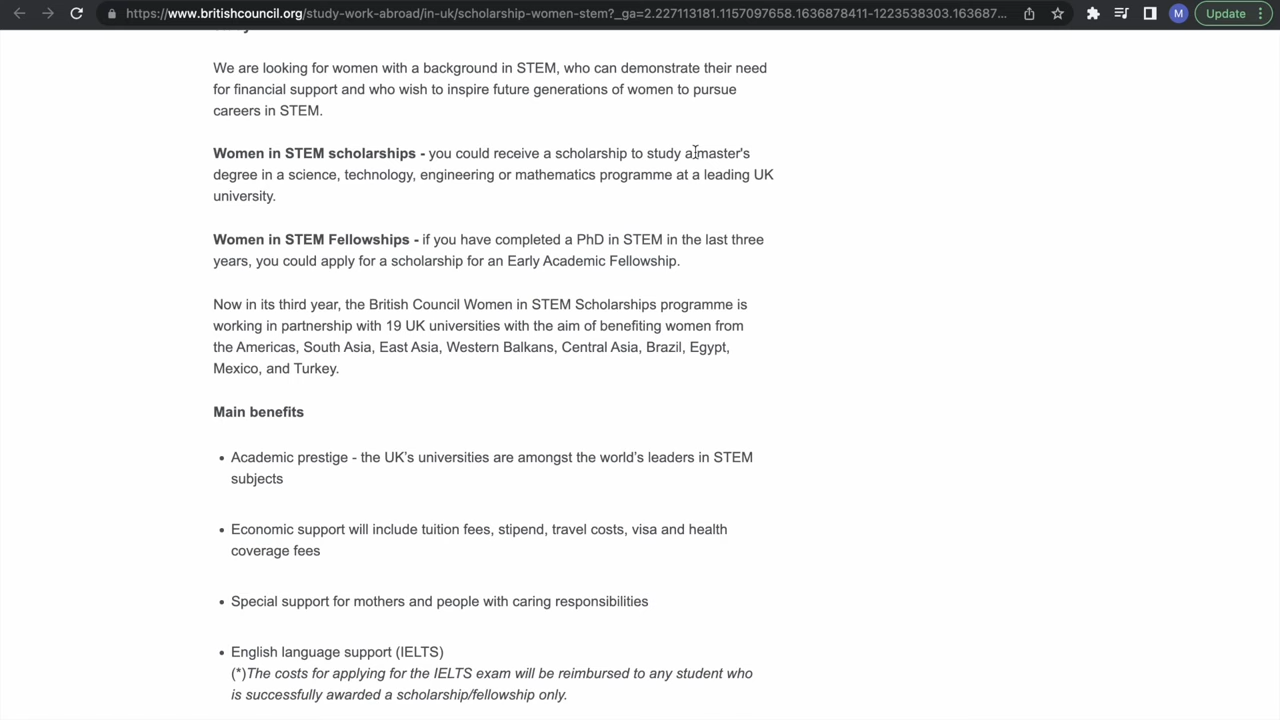 https://www.britishcouncil.org/study-work-abroad/in-uk/scholarship-women-stem?_ga=2.227113181.1157097658.1636878411-1223538303.163687...
M
Update
We are looking for women with a background in STEM, who can demonstrate their need
for financial support and who wish to inspire future generations of women to pursue
careers in STEM.
Women in STEM scholarships - you could receive a scholarship to study a master's
degree in a science, technology, engineering or mathematics programme at a leading UK
university.
Women in STEM Fellowships - if you have completed a PhD in STEM in the last three
years, you could apply for a scholarship for an Early Academic Fellowship.
Now in its third year, the British Council Women in STEM Scholarships programme is
working in partnership with 19 UK universities with the aim of benefiting women from
the Americas, South Asia, East Asia, Western Balkans, Central Asia, Brazil, Egypt,
Mexico, and Turkey.
Main benefits
• Academic prestige - the UK’s universities are amongst the world’s leaders in STEM
subjects
• Economic support will include tuition fees, stipend, travel costs, visa and health
coverage fees
• Special support for mothers and people with caring responsibilities
• English language support (IELTS)
(*)The costs for applying for the IELTS exam will be reimbursed to any student who
is successfully awarded a scholarship/fellowship only.